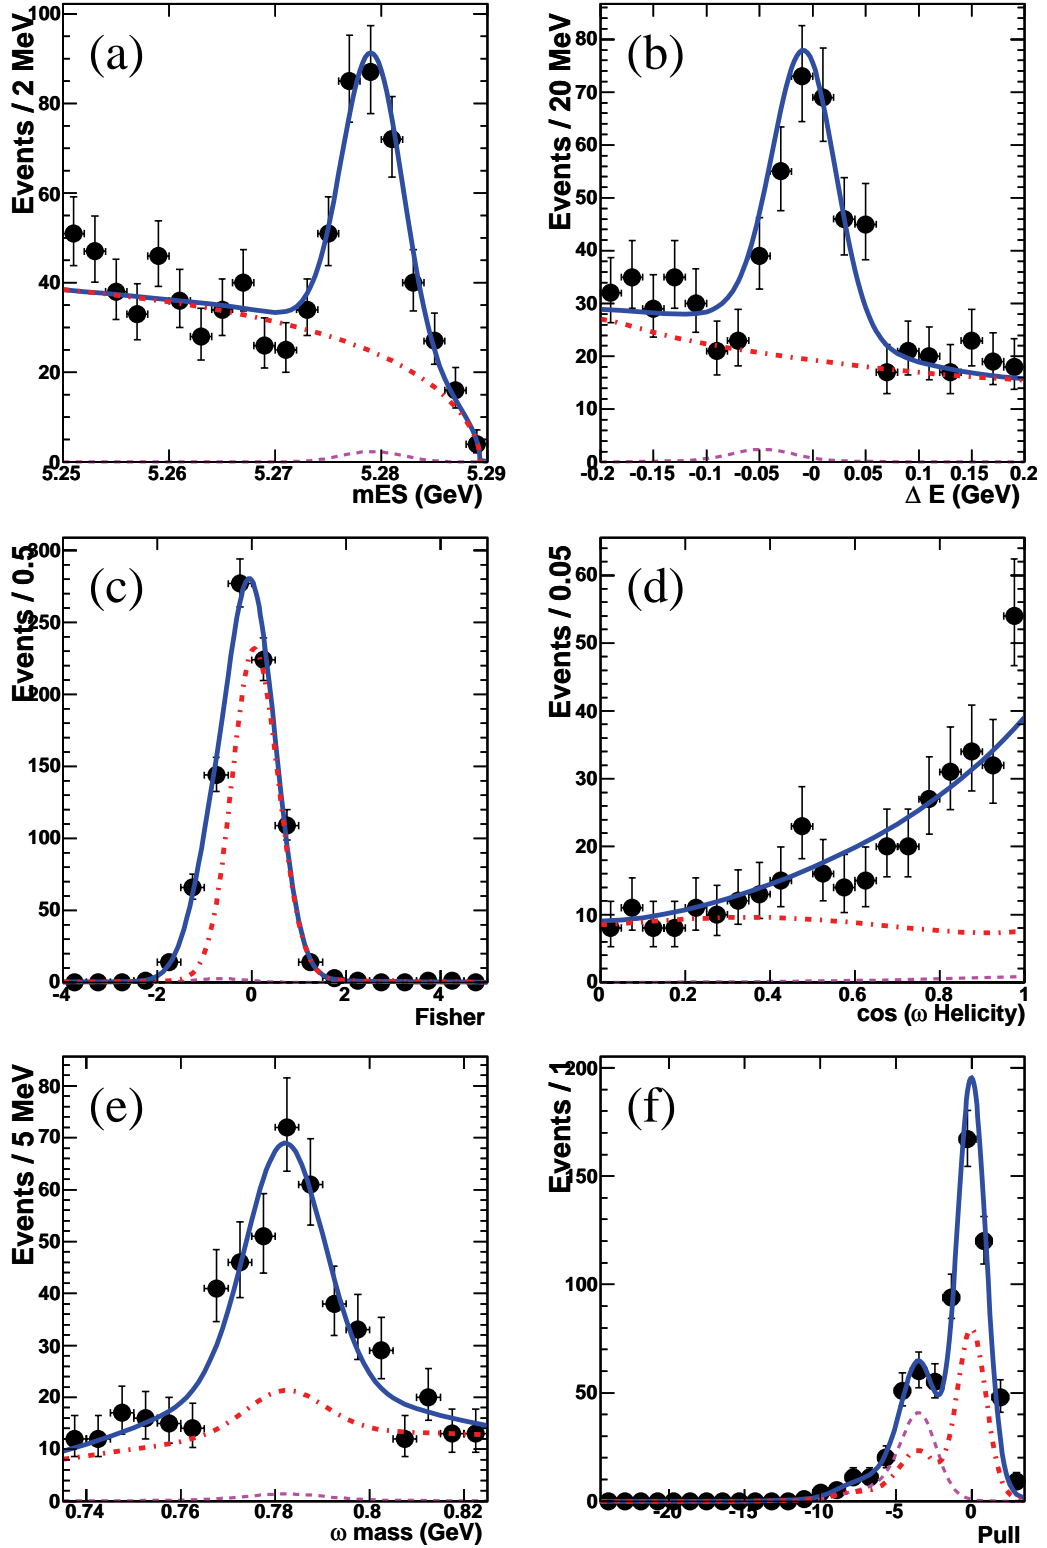 (a)
Events / 2 MeV
100
80
60
40
20
0
5.25 5.26 5.27 5.28 5.29
mES (GeV)
(b)
Events / 20 MeV
80
70
60
50
40
30
20
10
0
-0.2 -0.15 -0.1 -0.05 -0 0.05 0.1 0.15 0.2
Δ E (GeV)
(c)
Events / 0.5
300
250
200
150
100
50
0
-4 -2 0 2 4
Fisher
(d)
Events / 0.05
60
50
40
30
20
10
0
0 0.2 0.4 0.6 0.8 1
cos (ω Helicity)
(e)
Events / 5 MeV
80
70
60
50
40
30
20
10
0
0.74 0.76 0.78 0.8 0.82
ω mass (GeV)
(f)
Events / 1
200
150
100
50
0
-20 -15 -10 -5 0
Pull